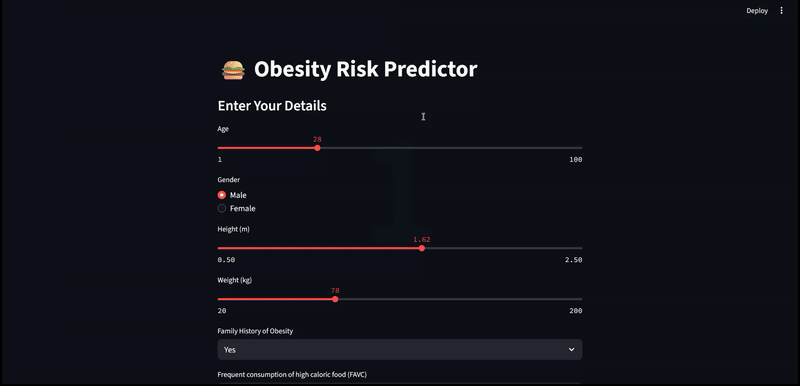 Deploy
Obesity Risk Predictor
Enter Your Details
Age
28
1 100
Gender
Male
Female
Height (m)
1.62
0.50 2.50
Weight (kg)
78
20 200
Family History of Obesity
Yes
Frequent consumption of high caloric food (FAVC)